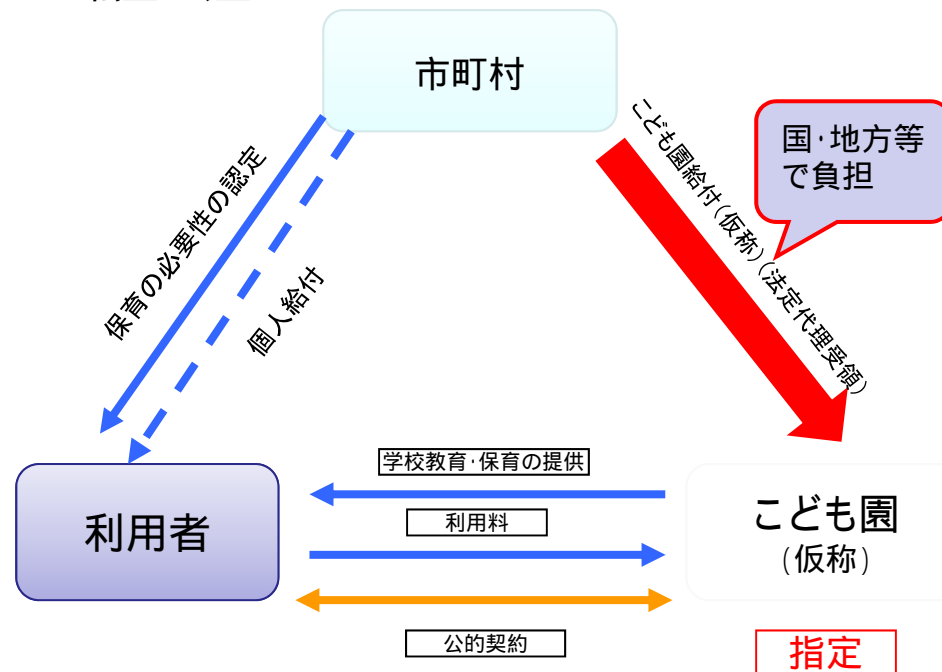 市町村
国・地方等
で負担
こども園給付(仮称)(法定代理受領)
保育の必要性の認定
個人給付
学校教育・保育の提供
利用料
利用者
こども園
(仮称)
公的契約
指定